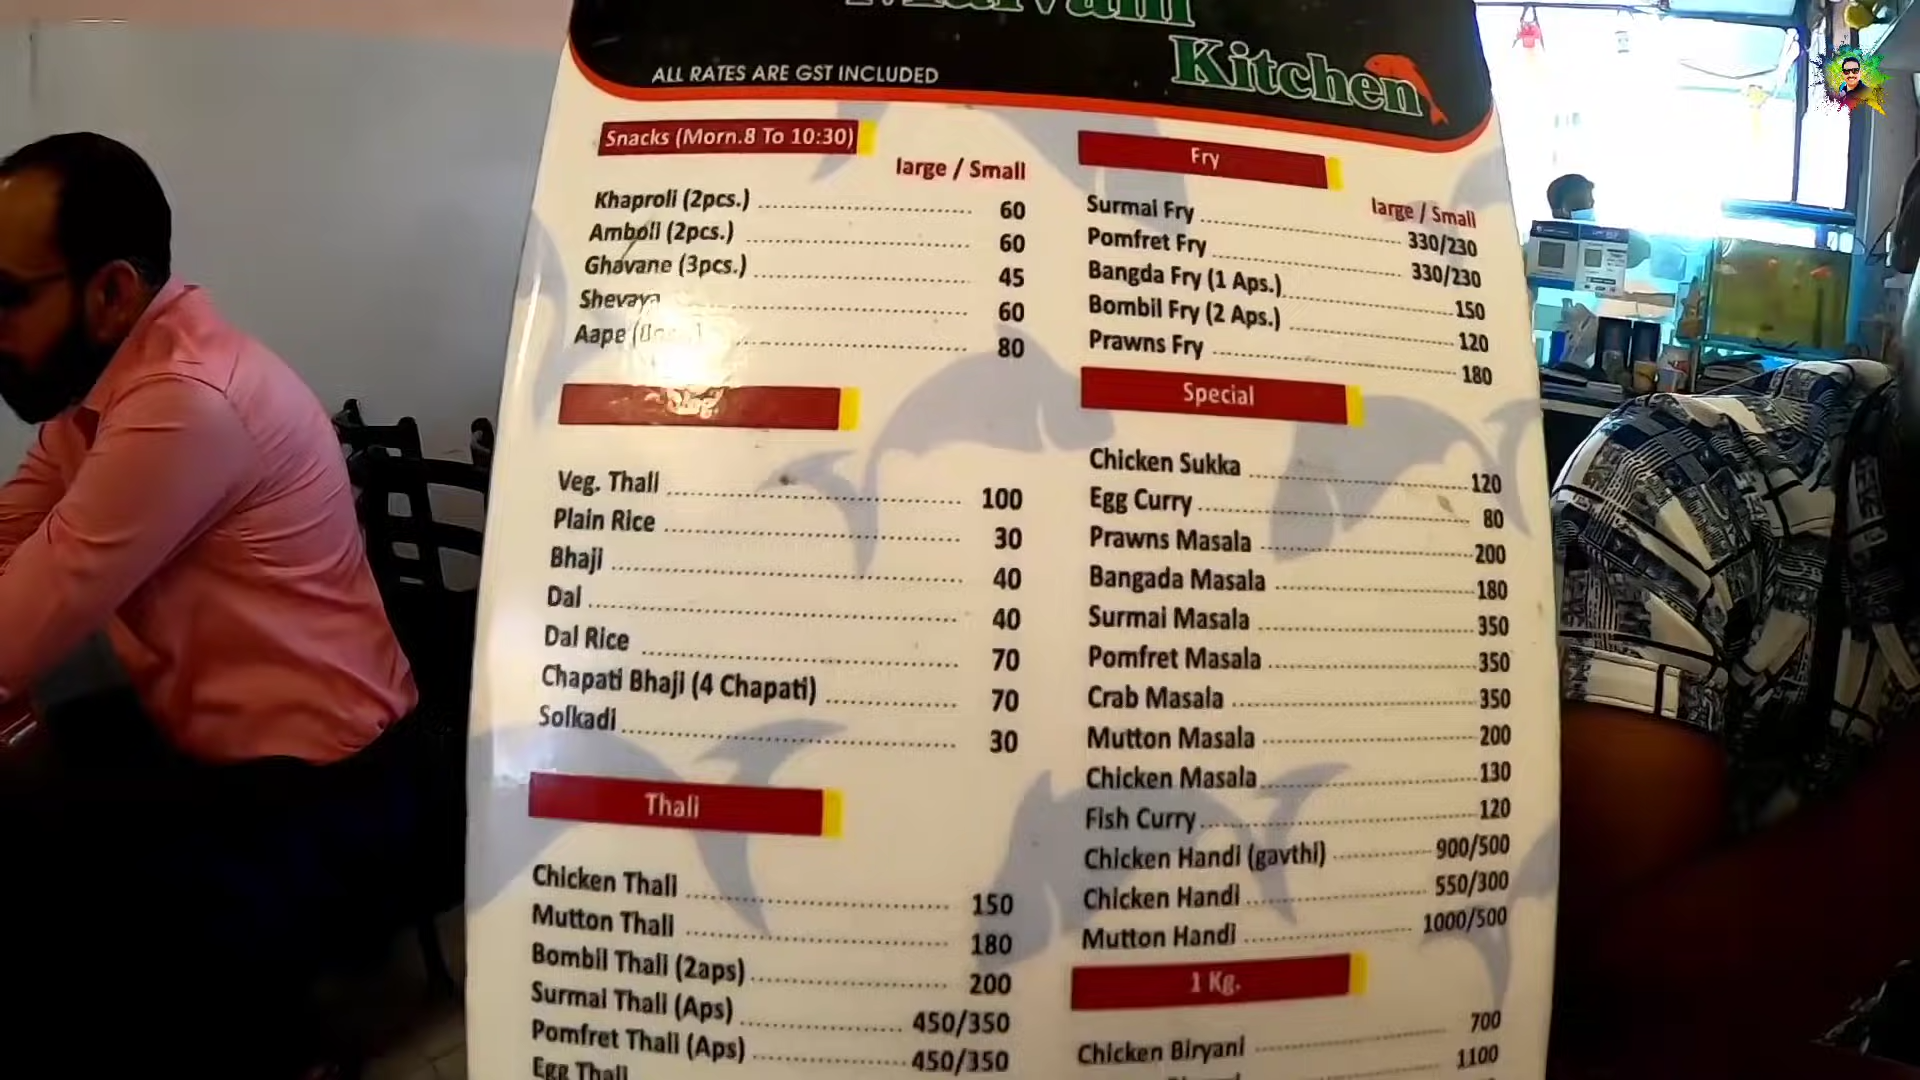 Malvani
Kitchen
ALL RATES ARE GST INCLUDED
Snacks (Morn.8 To 10:30)
large / Small
Khaproli (2pcs.) 60
Amboli (2pcs.) 60
Ghavane (3pcs.) 45
Shevaya 60
Aape 80
Veg. Thali 100
Plain Rice 30
Bhaji 40
Dal 40
Dal Rice 70
Chapati Bhaji (4 Chapati) 70
Solkadi 30
Thali
Chicken Thali 150
Mutton Thali 180
Bombil Thali (2aps) 200
Surmai Thali (Aps) 450/350
Pomfret Thali (Aps) 450/350
Egg Thali
Fry
large / Small
Surmai Fry 330/230
Pomfret Fry 330/230
Bangda Fry (1 Aps.) 150
Bombil Fry (2 Aps.) 120
Prawns Fry 180
Special
Chicken Sukka 120
Egg Curry 80
Prawns Masala 200
Bangada Masala 180
Surmai Masala 350
Pomfret Masala 350
Crab Masala 350
Mutton Masala 200
Chicken Masala 130
Fish Curry 120
Chicken Handi (gavthi) 900/500
Chicken Handi 550/300
Mutton Handi 1000/500
1 Kg.
Chicken Biryani 700
1100